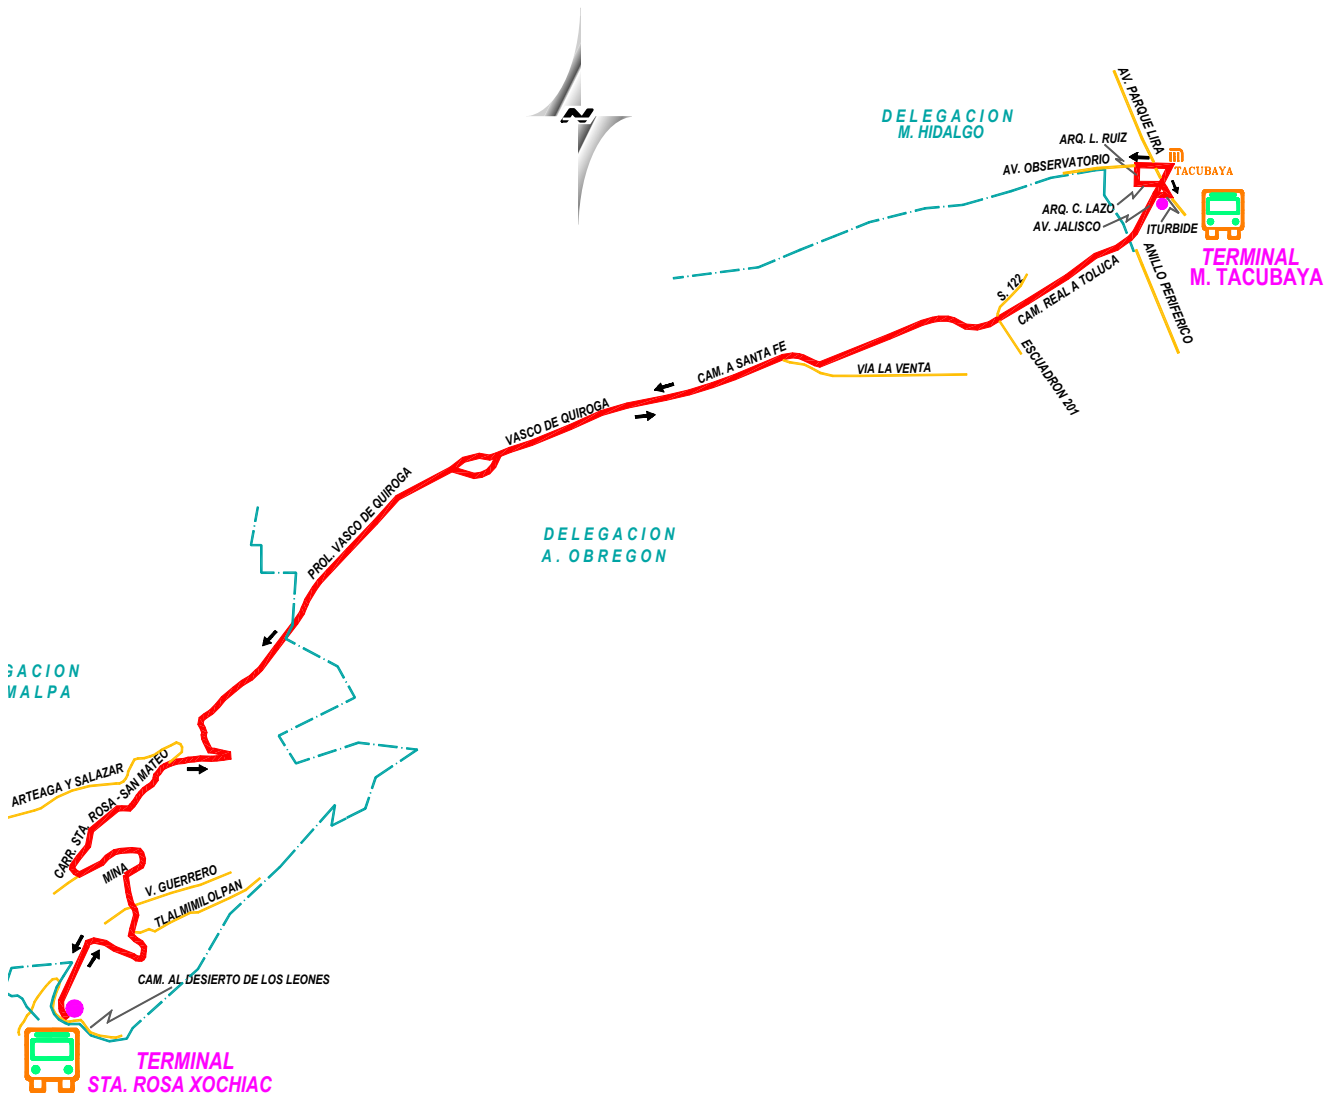 N
AV. PARQUE LIRA
DELEGACION
M. HIDALGO
ARQ. L. RUIZ
AV. OBSERVATORIO
TACUBAYA
ARQ. C. LAZO
AV. JALISCO
ITURBIDE
TERMINAL
M. TACUBAYA
ANILLO PERIFERICO
S. 122
CAM. REAL A TOLUCA
ESCUADRON 201
CAM. A SANTA FE
VIA LA VENTA
VASCO DE QUIROGA
PROL. VASCO DE QUIROGA
DELEGACION
A. OBREGON
GACION
MALPA
ARTEAGA Y SALAZAR
CARR. STA. ROSA - SAN MATEO
MINA
V. GUERRERO
TLALMIMILOLPAN
CAM. AL DESIERTO DE LOS LEONES
TERMINAL
STA. ROSA XOCHIAC